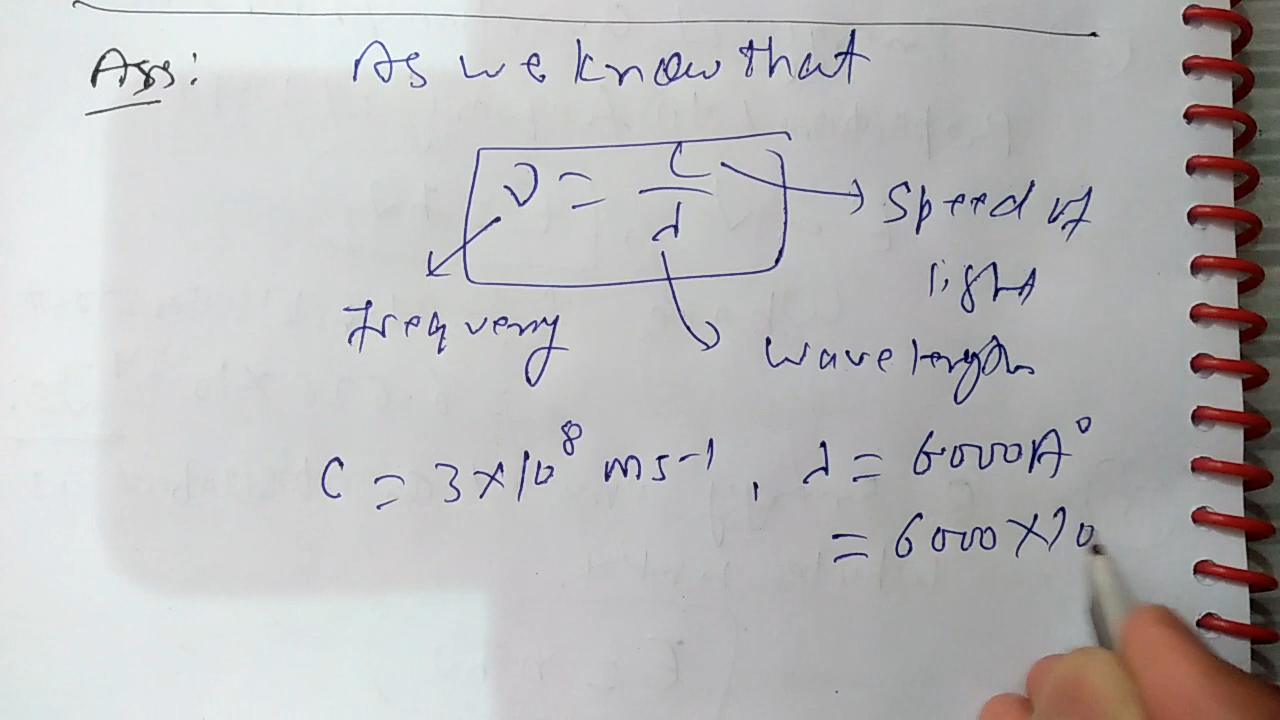 Ans: As we know that
ν = c/λ
Speed of
light
Frequency
wavelength
C = 3×10⁸ ms⁻¹, λ = 6000A°
= 6000×10